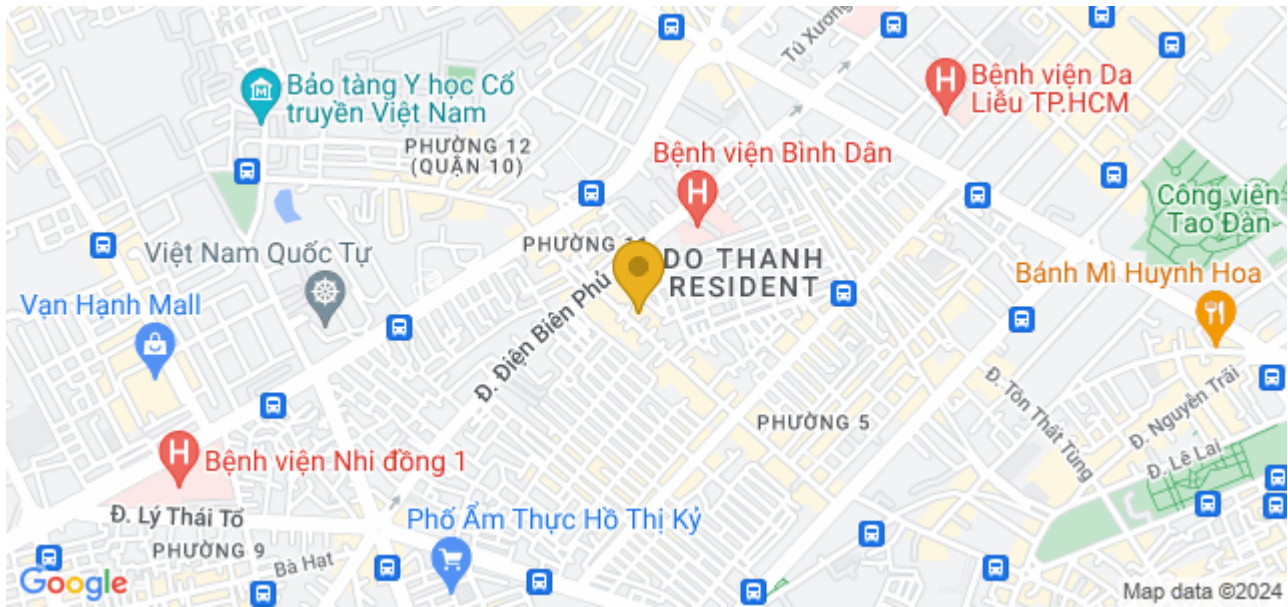 Tú Xương
Bảo tàng Y học Cổ
truyền Việt Nam
Bệnh viện Da
Liễu TP.HCM
PHƯỜNG 12
(QUẬN 10)
Bệnh viện Bình Dân
Công viên
Tao Đàn
Việt Nam Quốc Tự
PHƯỜNG 11
DO THANH
RESIDENT
Bánh Mì Huynh Hoa
Vạn Hạnh Mall
Đ. Điện Biên Phủ
Đ. Tôn Thất Tùng
Đ. Nguyễn Trãi
PHƯỜNG 5
Đ. Lê Lai
Bệnh viện Nhi đồng 1
Đ. Lý Thái Tổ
Phố Ẩm Thực Hồ Thị Kỷ
PHƯỜNG 9
Bà Hạt
Google
Map data ©2024